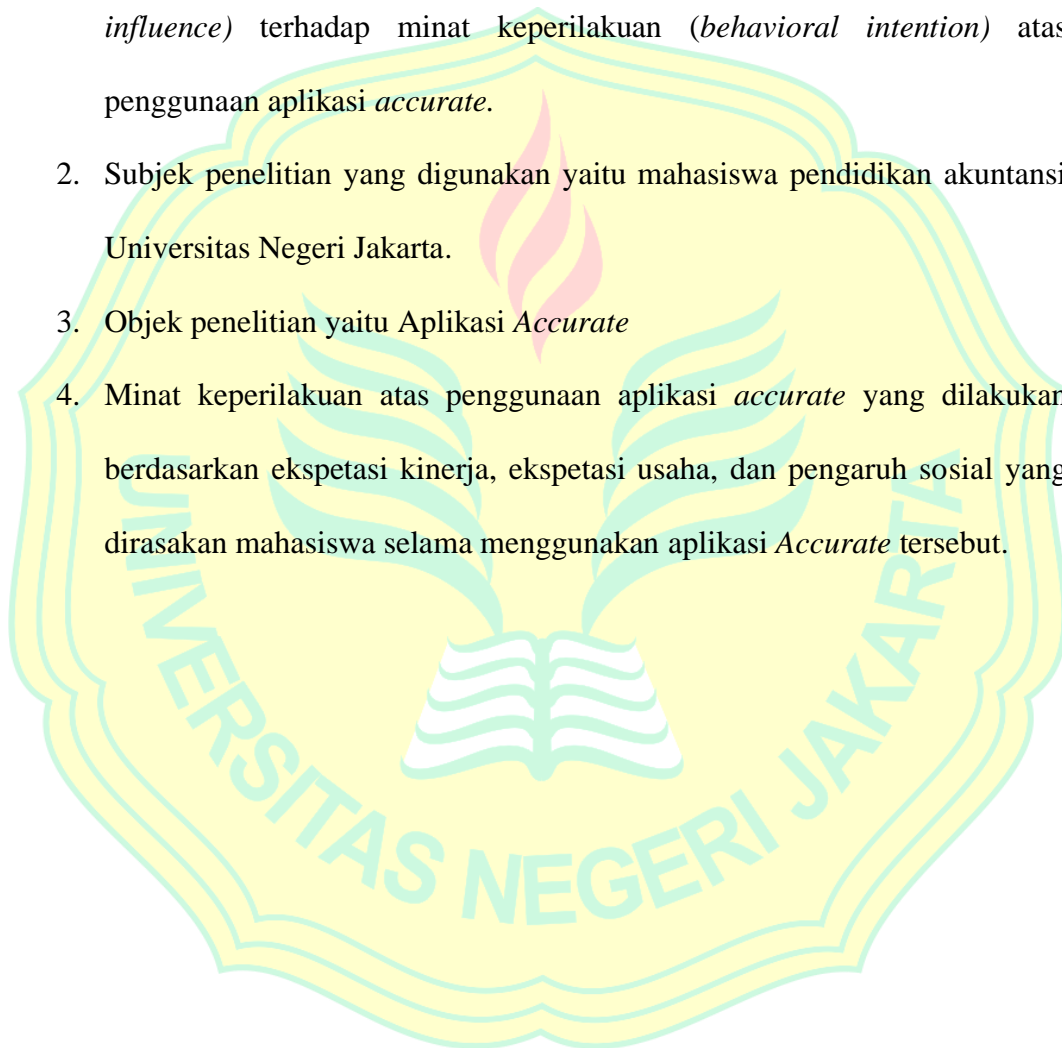 influence) terhadap minat keperilakuan (behavioral intention) atas
penggunaan aplikasi accurate.
2. Subjek penelitian yang digunakan yaitu mahasiswa pendidikan akuntansi
Universitas Negeri Jakarta.
3. Objek penelitian yaitu Aplikasi Accurate
4. Minat keperilakuan atas penggunaan aplikasi accurate yang dilakukan
berdasarkan ekspetasi kinerja, ekspetasi usaha, dan pengaruh sosial yang
dirasakan mahasiswa selama menggunakan aplikasi Accurate tersebut.
UNIVERSITAS NEGERI JAKARTA